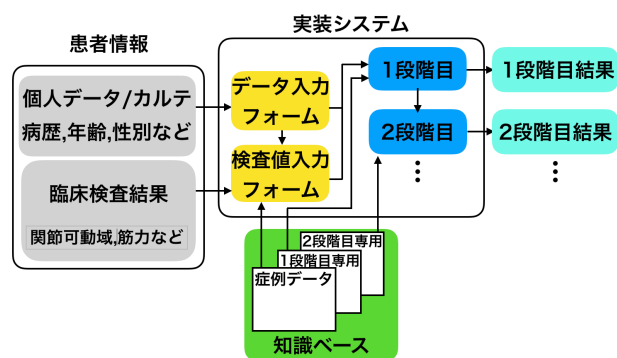 実装システム
患者情報
個人データ/カルテ
病歴,年齢,性別など
臨床検査結果
関節可動域,筋力など
データ入力
フォーム
検査値入力
フォーム
1段階目
2段階目
⋮
1段階目結果
2段階目結果
⋮
2段階目専用
1段階目専用
症例データ
知識ベース